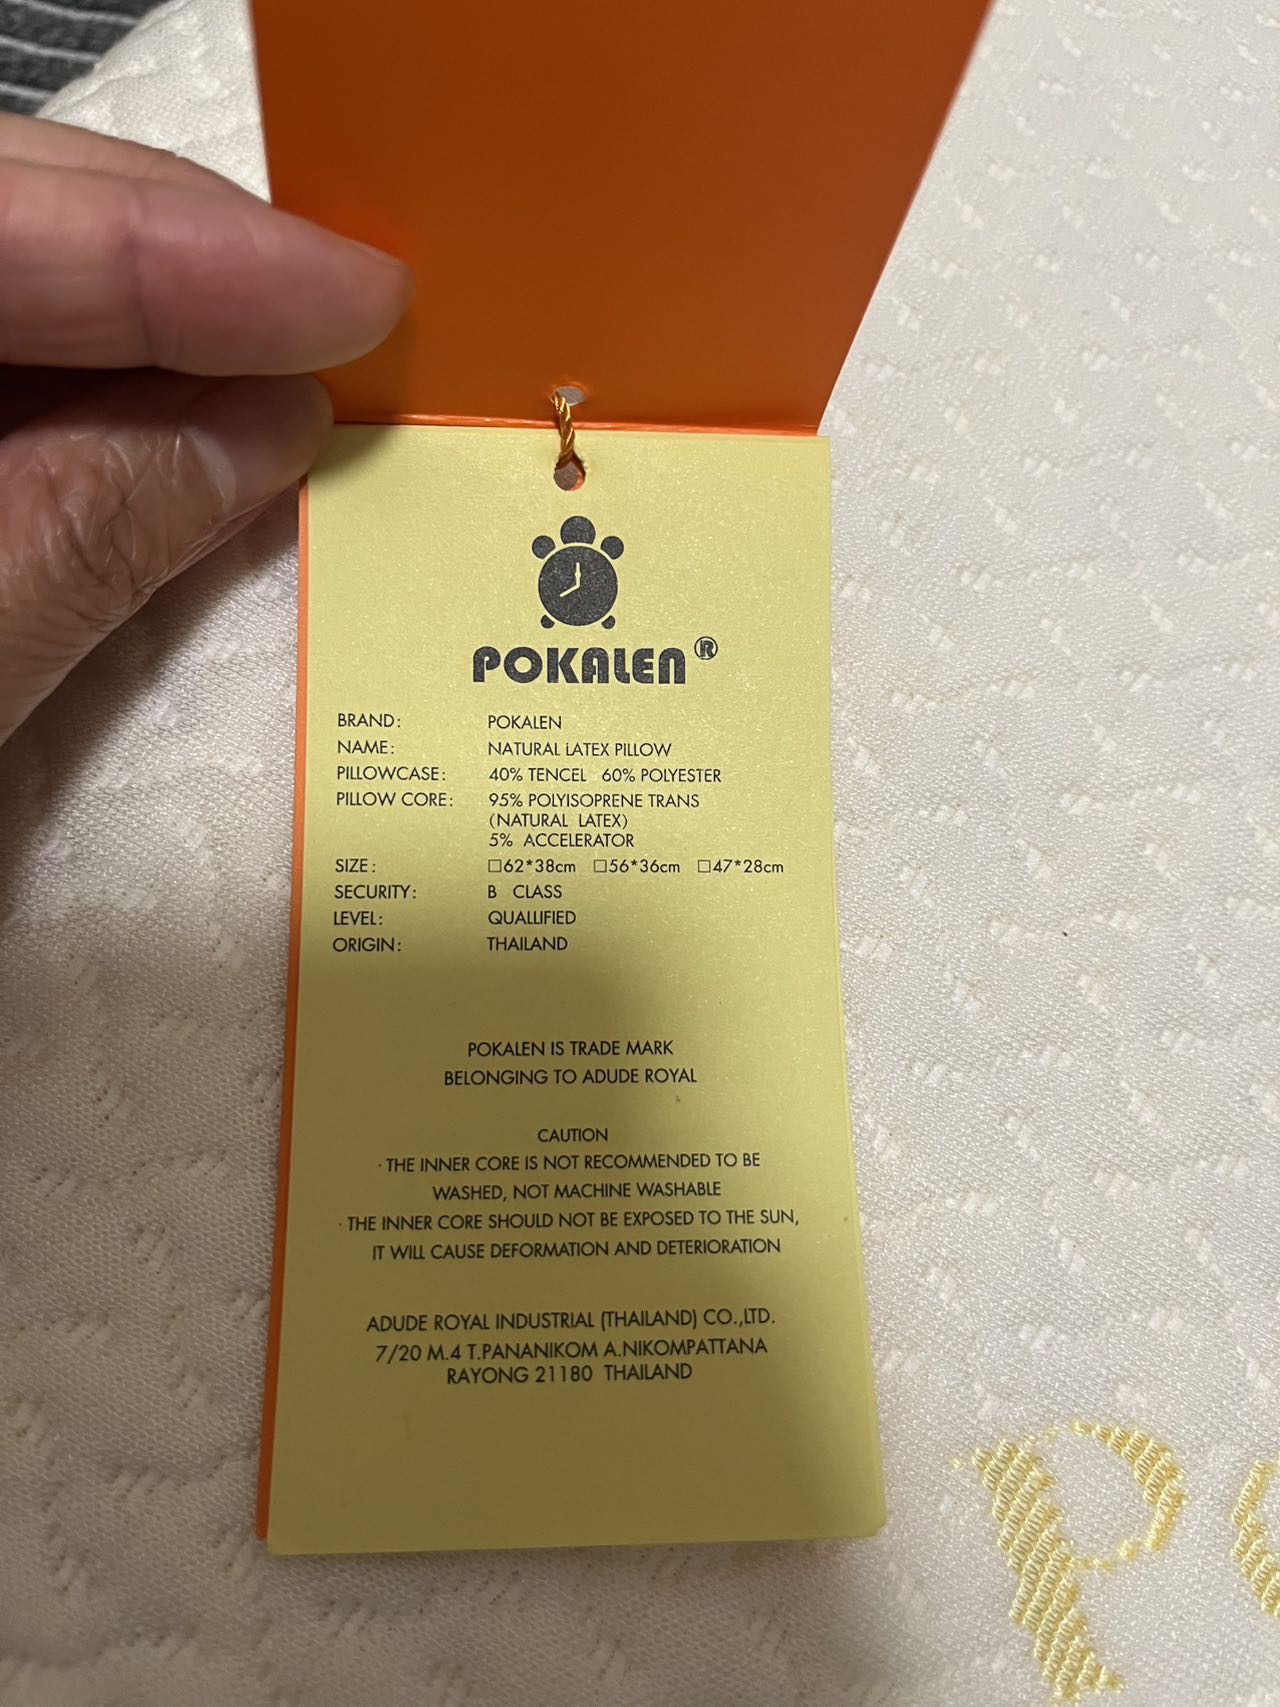 POKALEN®
BRAND: POKALEN
NAME: NATURAL LATEX PILLOW
PILLOWCASE: 40% TENCEL 60% POLYESTER
PILLOW CORE: 95% POLYISOPRENE TRANS
(NATURAL LATEX)
5% ACCELERATOR
SIZE: □62*38cm □56*36cm □47*28cm
SECURITY: B CLASS
LEVEL: QUALLIFIED
ORIGIN: THAILAND
POKALEN IS TRADE MARK
BELONGING TO ADUDE ROYAL
CAUTION
· THE INNER CORE IS NOT RECOMMENDED TO BE
WASHED, NOT MACHINE WASHABLE
· THE INNER CORE SHOULD NOT BE EXPOSED TO THE SUN,
IT WILL CAUSE DEFORMATION AND DETERIORATION
ADUDE ROYAL INDUSTRIAL (THAILAND) CO.,LTD.
7/20 M.4 T.PANANIKOM A.NIKOMPATTANA
RAYONG 21180 THAILAND